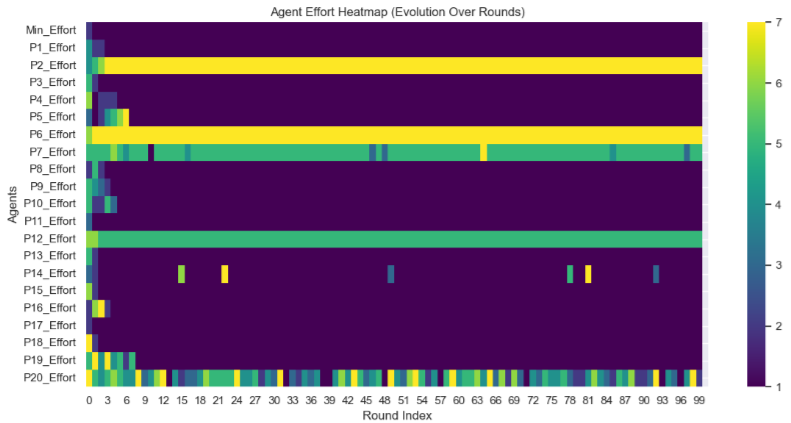 Agent Effort Heatmap (Evolution Over Rounds)
Min_Effort
P1_Effort
P2_Effort
P3_Effort
P4_Effort
P5_Effort
P6_Effort
P7_Effort
P8_Effort
P9_Effort
P10_Effort
P11_Effort
P12_Effort
P13_Effort
P14_Effort
P15_Effort
P16_Effort
P17_Effort
P18_Effort
P19_Effort
P20_Effort
Agents
0 3 6 9 12 15 18 21 24 27 30 33 36 39 42 45 48 51 54 57 60 63 66 69 72 75 78 81 84 87 90 93 96 99
Round Index
7
6
5
4
3
2
1